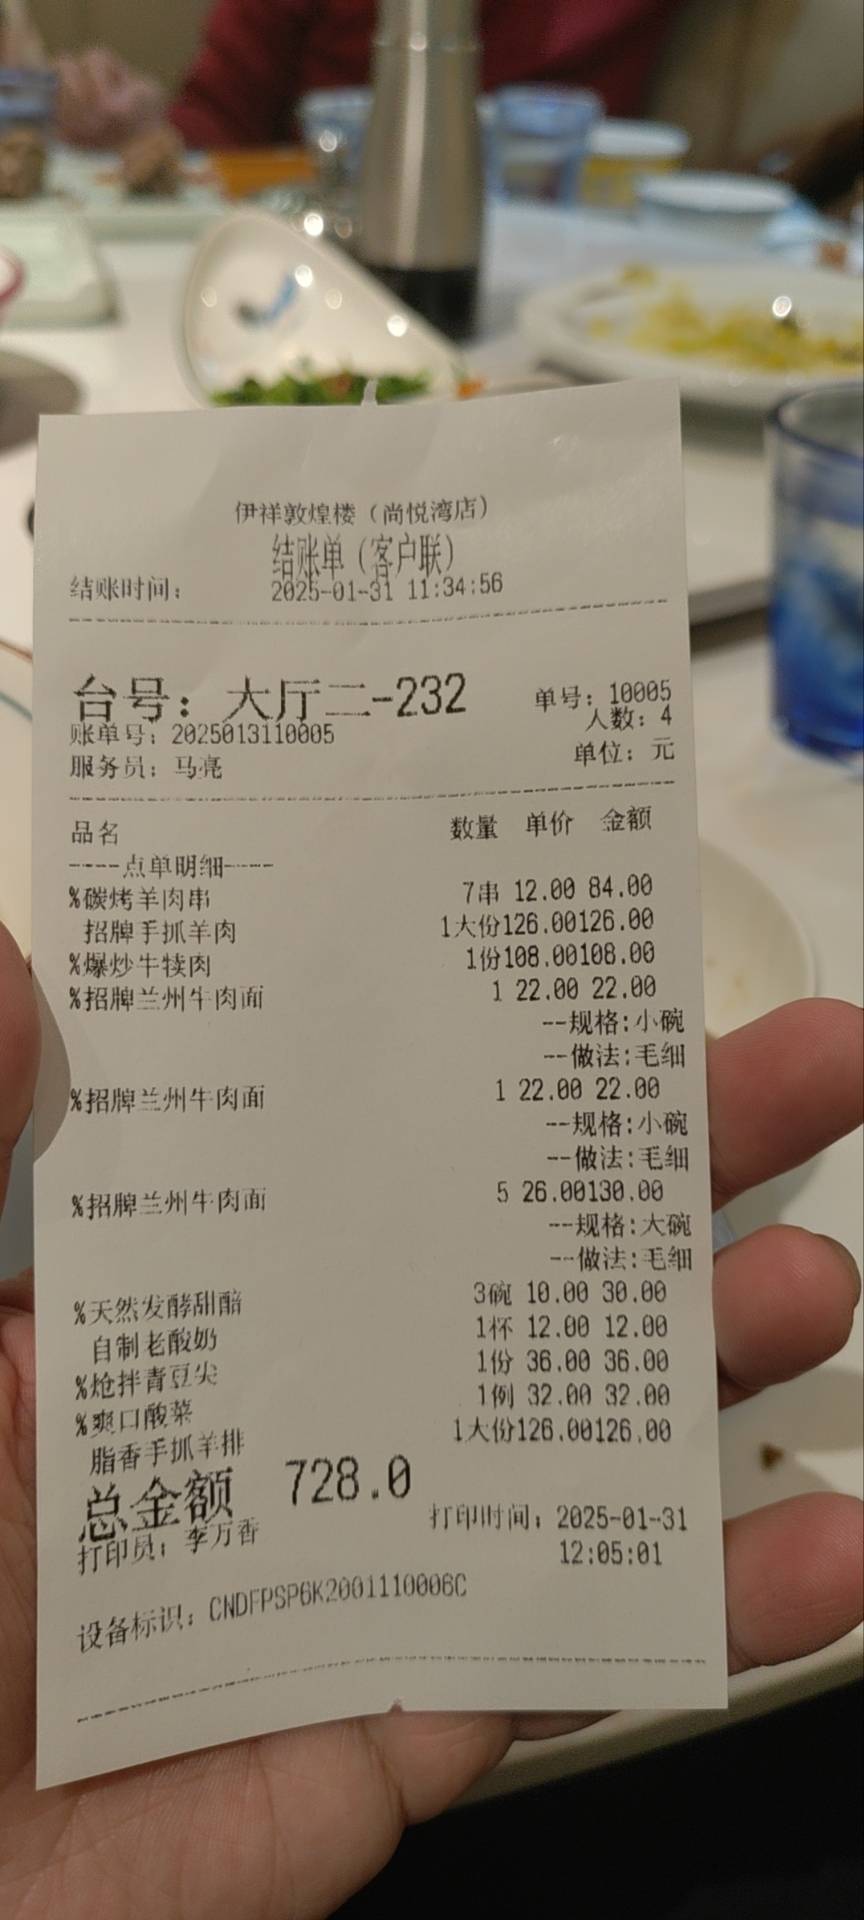 伊祥敦煌楼（尚悦湾店）
结账单（客户联）
结账时间： 2025-01-31 11:34:56
台号：大厅二-232 单号：10005
人数：4
账单号：2025013110005
服务员：马亮 单位：元
品名 数量 单价 金额
----点单明细----
%碳烤羊肉串 7串 12.00 84.00
招牌手抓羊肉 1大份126.00126.00
%爆炒牛犊肉 1份108.00108.00
%招牌兰州牛肉面 1 22.00 22.00
--规格:小碗
--做法:毛细
%招牌兰州牛肉面 1 22.00 22.00
--规格:小碗
--做法:毛细
%招牌兰州牛肉面 5 26.00130.00
--规格:大碗
--做法:毛细
%天然发酵甜醅 3碗 10.00 30.00
自制老酸奶 1杯 12.00 12.00
%炝拌青豆尖 1份 36.00 36.00
%爽口酸菜 1例 32.00 32.00
脂香手抓羊排 1大份126.00126.00
总金额 728.0
打印员：李万香 打印时间：2025-01-31
12:05:01
设备标识：CNDFPSP6K2001110006C